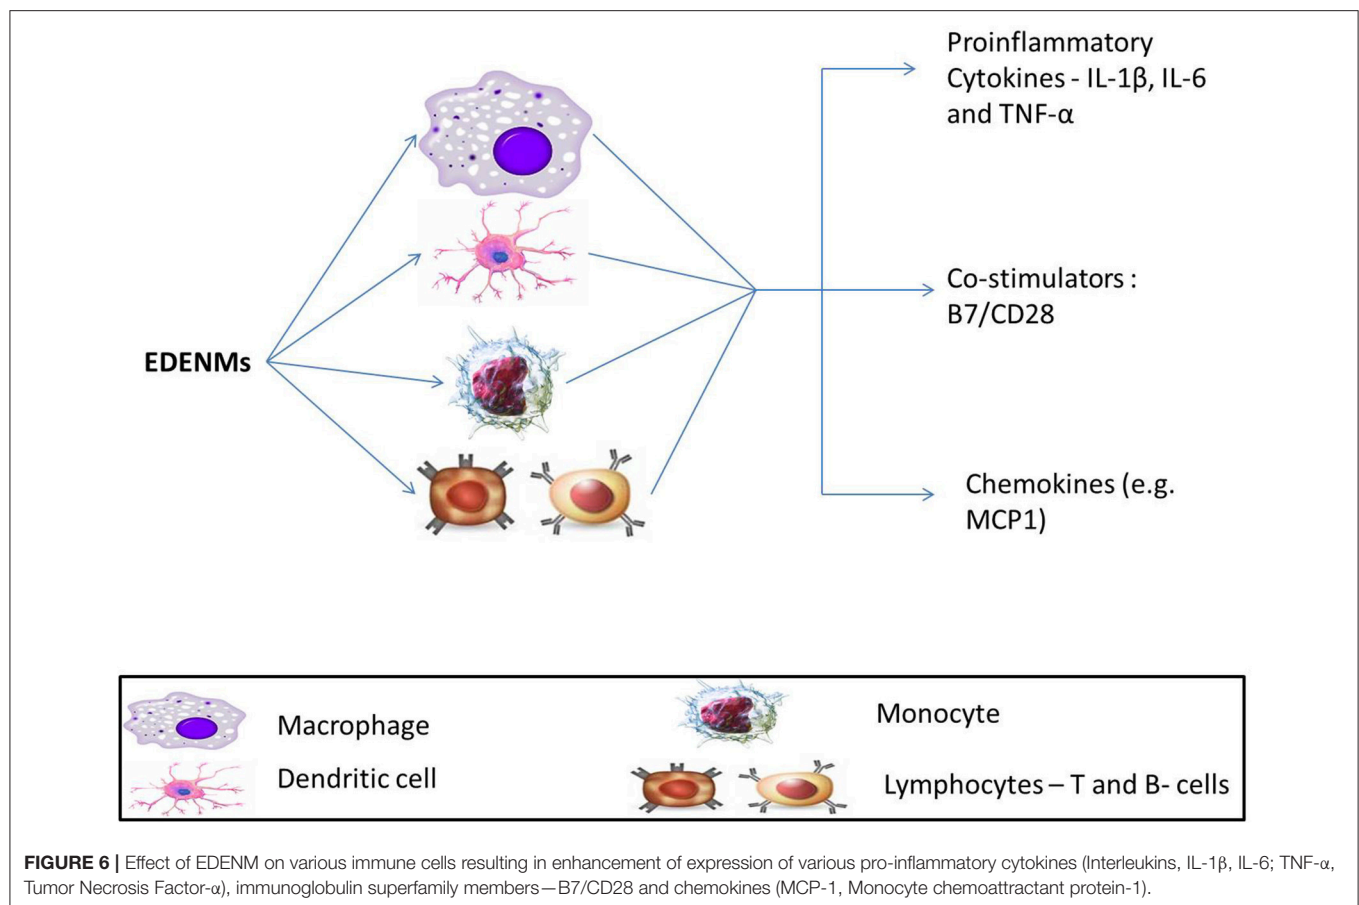 Proinflammatory
Cytokines - IL-1β, IL-6
and TNF-α
EDENMs
Co-stimulators :
B7/CD28
Chemokines (e.g.
MCP1)
Macrophage
Monocyte
Dendritic cell
Lymphocytes – T and B- cells
FIGURE 6 | Effect of EDENM on various immune cells resulting in enhancement of expression of various pro-inflammatory cytokines (Interleukins, IL-1β, IL-6; TNF-α,
Tumor Necrosis Factor-α), immunoglobulin superfamily members—B7/CD28 and chemokines (MCP-1, Monocyte chemoattractant protein-1).